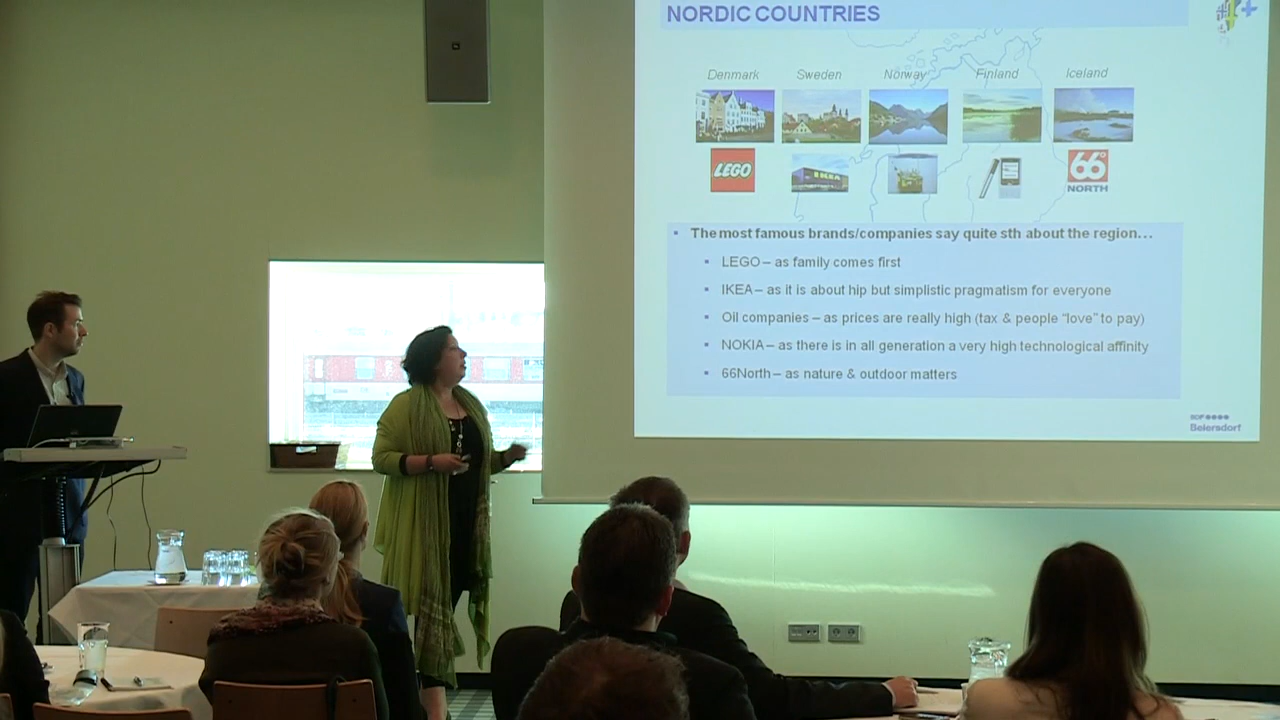 NORDIC COUNTRIES
Denmark Sweden Norway Finland Iceland
LEGO IKEA 66° NORTH
The most famous brands/companies say quite sth about the region…
LEGO – as family comes first
IKEA – as it is about hip but simplistic pragmatism for everyone
Oil companies – as prices are really high (tax & people “love” to pay)
NOKIA – as there is in all generation a very high technological affinity
66North – as nature & outdoor matters
BDF
Beiersdorf